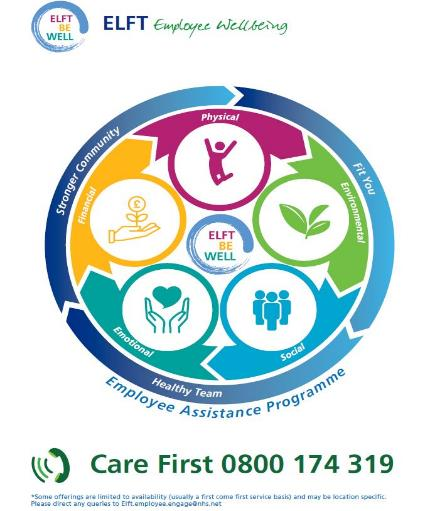 ELFT
BE
WELL
ELFT Employee Wellbeing
Physical
Stronger Community
Fit You
Financial
Environmental
ELFT
BE
WELL
Emotional
Social
Healthy Team
Employee Assistance Programme
Care First 0800 174 319
*Some offerings are limited to availability (usually a first come first service basis) and may be location specific.
Please direct any queries to Elft.employee.engage@nhs.net